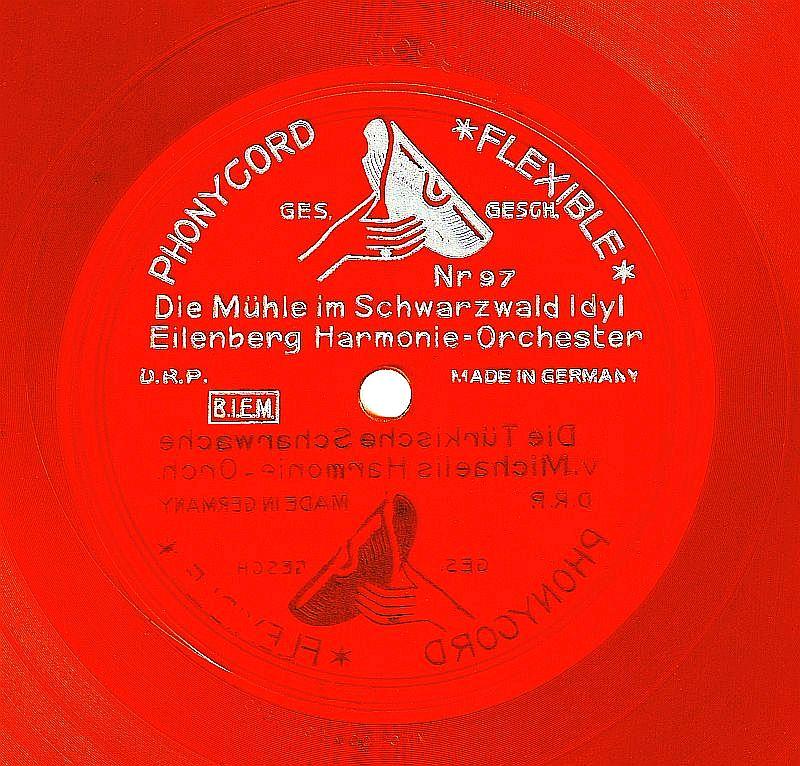 PHONYCORD *FLEXIBLE*
GES. GESCH.
Nr 97
Die Mühle im Schwarzwald Idyl
Eilenberg Harmonie=Orchester
D.R.P. MADE IN GERMANY
B.I.E.M.
Die Türkische Scharwache
v. Michaelis Harmonie-Orch.
D.R.P. MADE IN GERMANY
GES. GESCH
PHONYCORD *FLEXIBLE*